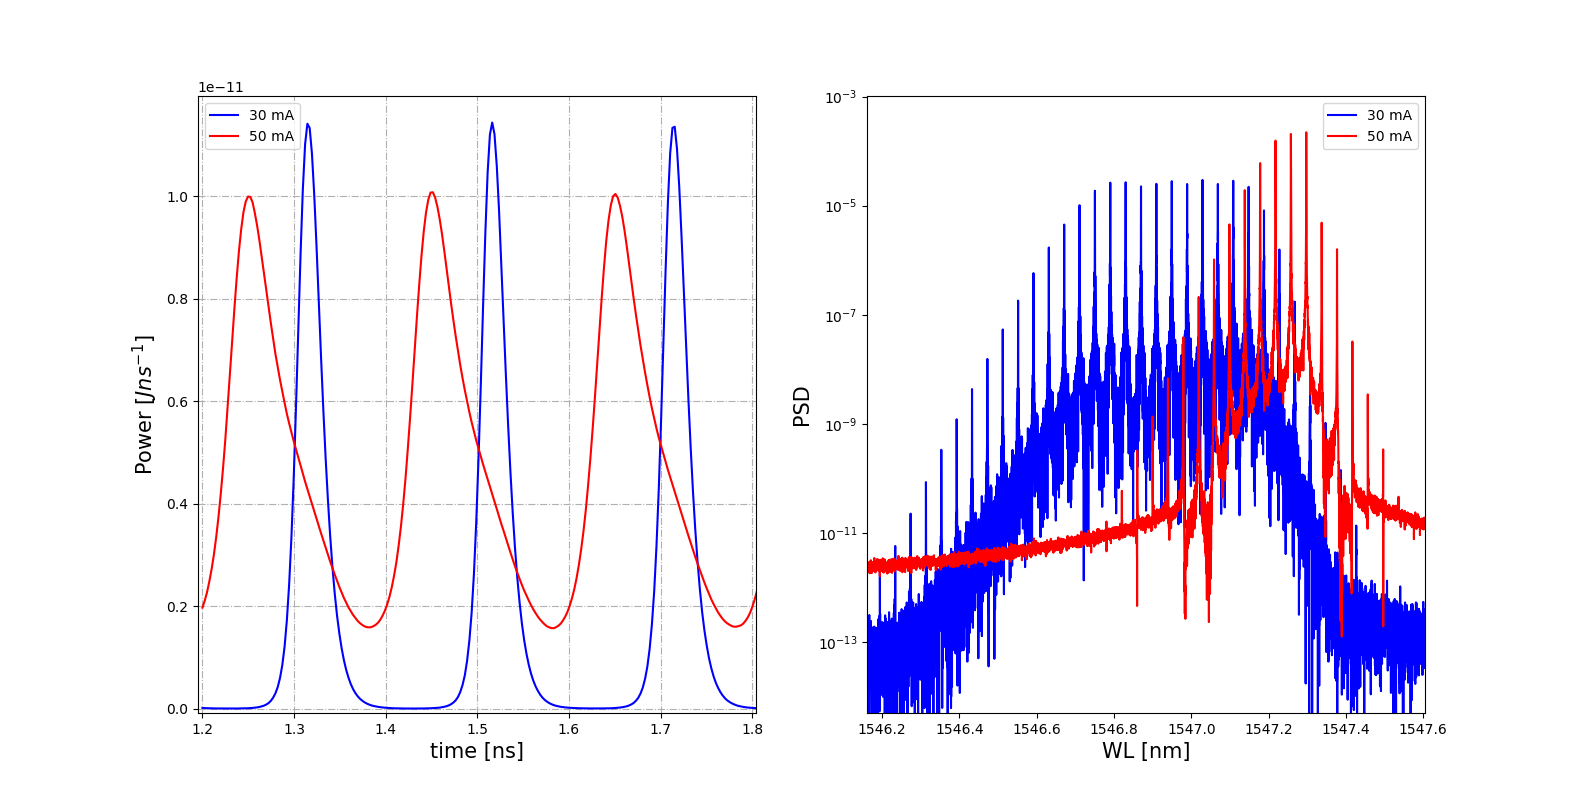 1e−11
30 mA
50 mA
1.0
0.8
0.6
0.4
0.2
0.0
Power [Jns⁻¹]
1.2 1.3 1.4 1.5 1.6 1.7 1.8
time [ns]
30 mA
50 mA
10⁻³
10⁻⁵
10⁻⁷
10⁻⁹
10⁻¹¹
10⁻¹³
PSD
1546.2 1546.4 1546.6 1546.8 1547.0 1547.2 1547.4 1547.6
WL [nm]